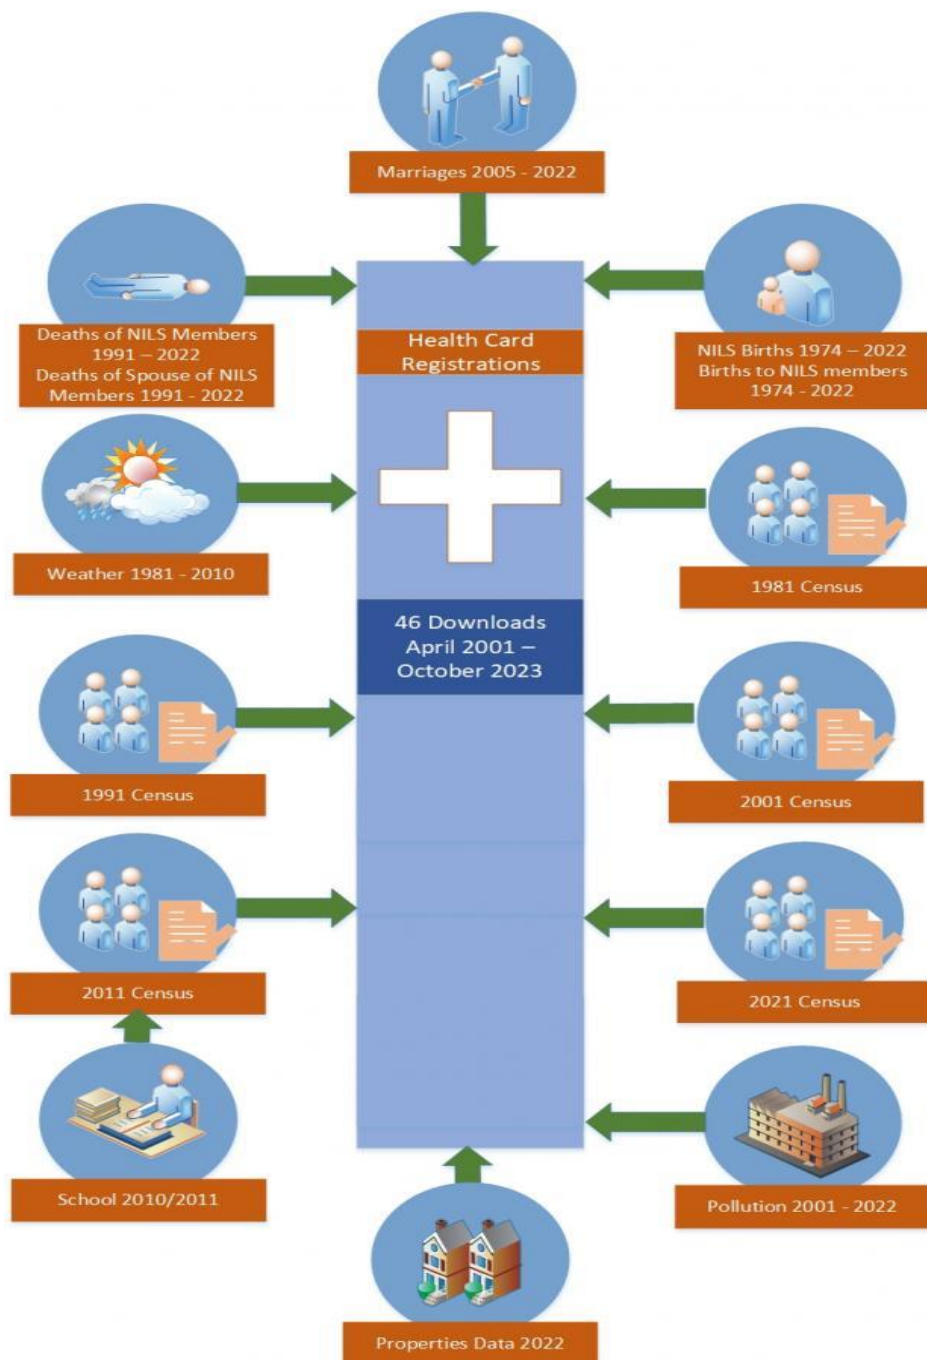 Marriages 2005 - 2022
Deaths of NILS Members
1991 – 2022
Deaths of Spouse of NILS
Members 1991 - 2022
Health Card
Registrations
NILS Births 1974 – 2022
Births to NILS members
1974 - 2022
Weather 1981 - 2010
1981 Census
46 Downloads
April 2001 –
October 2023
1991 Census
2001 Census
2011 Census
2021 Census
School 2010/2011
Pollution 2001 - 2022
Properties Data 2022